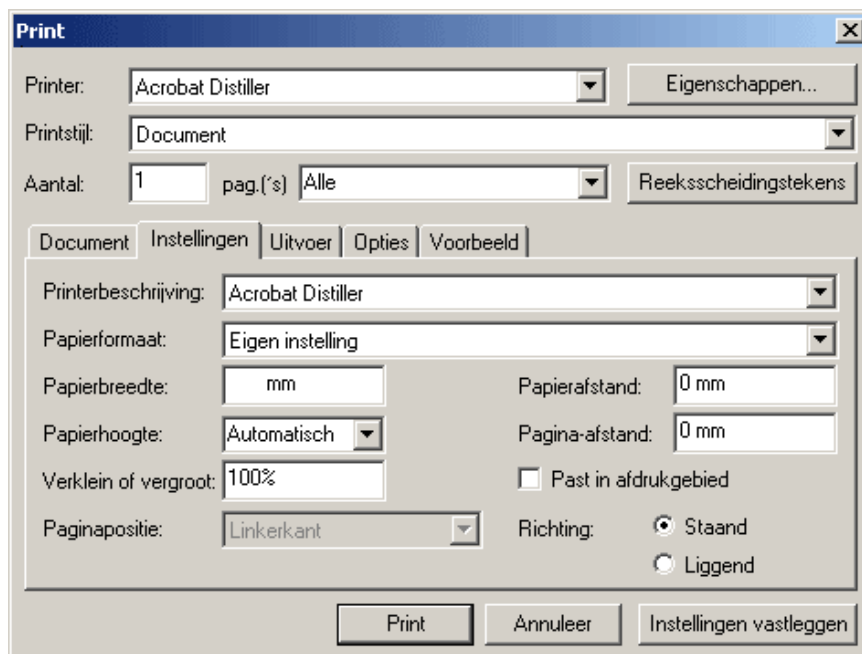 Print
Printer: Acrobat Distiller Eigenschappen...
Printstijl: Document
Aantal: 1 pag.(´s) Alle Reeksscheidingstekens
Document Instellingen Uitvoer Opties Voorbeeld
Printerbeschrijving: Acrobat Distiller
Papierformaat: Eigen instelling
Papierbreedte: mm Papierafstand: 0 mm
Papierhoogte: Automatisch Pagina-afstand: 0 mm
Verklein of vergroot: 100% Past in afdrukgebied
Paginapositie: Linkerkant Richting: Staand
Liggend
Print Annuleer Instellingen vastleggen